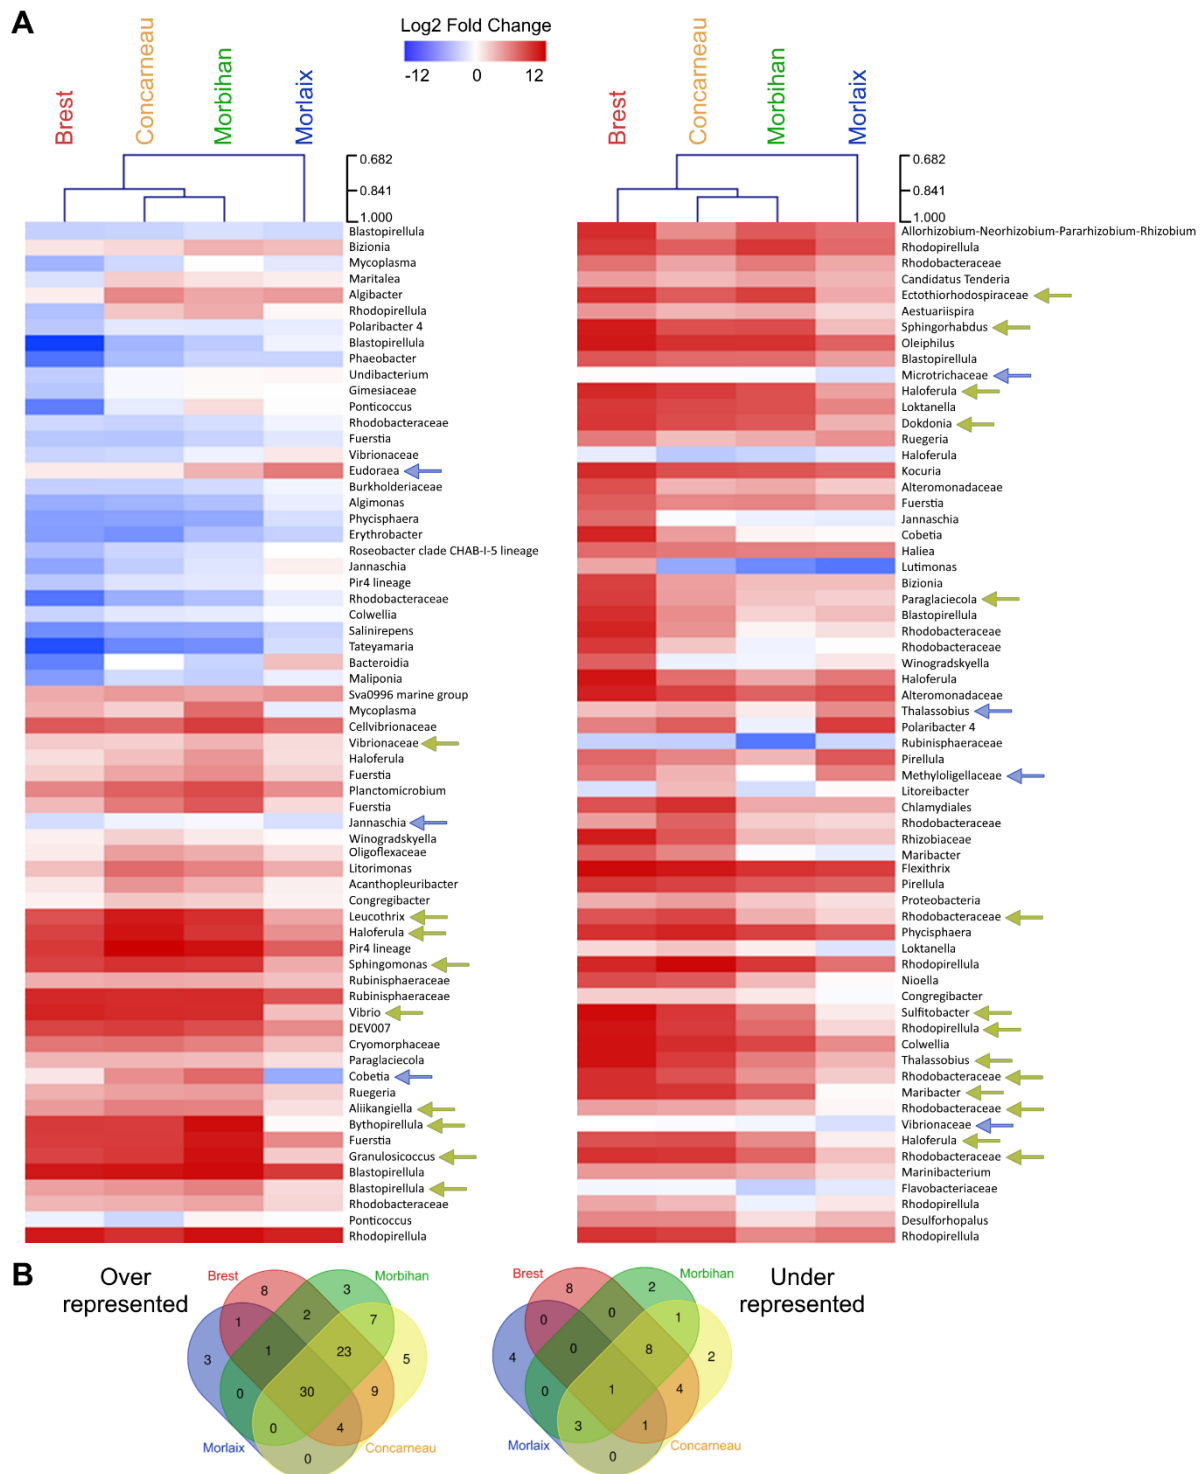 A
Log2 Fold Change
-12 0 12
Brest
Concarneau
Morbihan
Morlaix
0.682
0.841
1.000
Blastopirellula
Bizionia
Mycoplasma
Maritalea
Algibacter
Rhodopirellula
Polaribacter 4
Blastopirellula
Phaeobacter
Undibacterium
Gimesiaceae
Ponticoccus
Rhodobacteraceae
Fuerstia
Vibrionaceae
Eudoraea
Burkholderiaceae
Algimonas
Phycisphaera
Erythrobacter
Roseobacter clade CHAB-I-5 lineage
Jannaschia
Pir4 lineage
Rhodobacteraceae
Colwellia
Salinirepens
Tateyamaria
Bacteroidia
Maliponia
Sva0996 marine group
Mycoplasma
Cellvibrionaceae
Vibrionaceae
Haloferula
Fuerstia
Planctomicrobium
Fuerstia
Jannaschia
Winogradskyella
Oligoflexaceae
Litorimonas
Acanthopleuribacter
Congregibacter
Leucothrix
Haloferula
Pir4 lineage
Sphingomonas
Rubinisphaeraceae
Rubinisphaeraceae
Vibrio
DEV007
Cryomorphaceae
Paraglaciecola
Cobetia
Ruegeria
Aliikangiella
Bythopirellula
Fuerstia
Granulosicoccus
Blastopirellula
Blastopirellula
Rhodobacteraceae
Ponticoccus
Rhodopirellula
Brest
Concarneau
Morbihan
Morlaix
0.682
0.841
1.000
Allorhizobium-Neorhizobium-Pararhizobium-Rhizobium
Rhodopirellula
Rhodobacteraceae
Candidatus Tenderia
Ectothiorhodospiraceae
Aestuariispira
Sphingorhabdus
Oleiphilus
Blastopirellula
Microtrichaceae
Haloferula
Loktanella
Dokdonia
Ruegeria
Haloferula
Kocuria
Alteromonadaceae
Fuerstia
Jannaschia
Cobetia
Haliea
Lutimonas
Bizionia
Paraglaciecola
Blastopirellula
Rhodobacteraceae
Rhodobacteraceae
Winogradskyella
Haloferula
Alteromonadaceae
Thalassobius
Polaribacter 4
Rubinisphaeraceae
Pirellula
Methyloligellaceae
Litoreibacter
Chlamydiales
Rhodobacteraceae
Rhizobiaceae
Maribacter
Flexithrix
Pirellula
Proteobacteria
Rhodobacteraceae
Phycisphaera
Loktanella
Rhodopirellula
Nioella
Congregibacter
Sulfitobacter
Rhodopirellula
Colwellia
Thalassobius
Rhodobacteraceae
Maribacter
Rhodobacteraceae
Vibrionaceae
Haloferula
Rhodobacteraceae
Marinibacterium
Flavobacteriaceae
Rhodopirellula
Desulforhopalus
Rhodopirellula
B
Over
represented
Brest
Morbihan
8 3
1 2 7
3 1 23 5
0 30 9
0 4
0
Morlaix
Concarneau
Under
represented
Brest
Morbihan
8 2
0 0 1
4 0 8 2
0 1 4
3 1
0
Morlaix
Concarneau